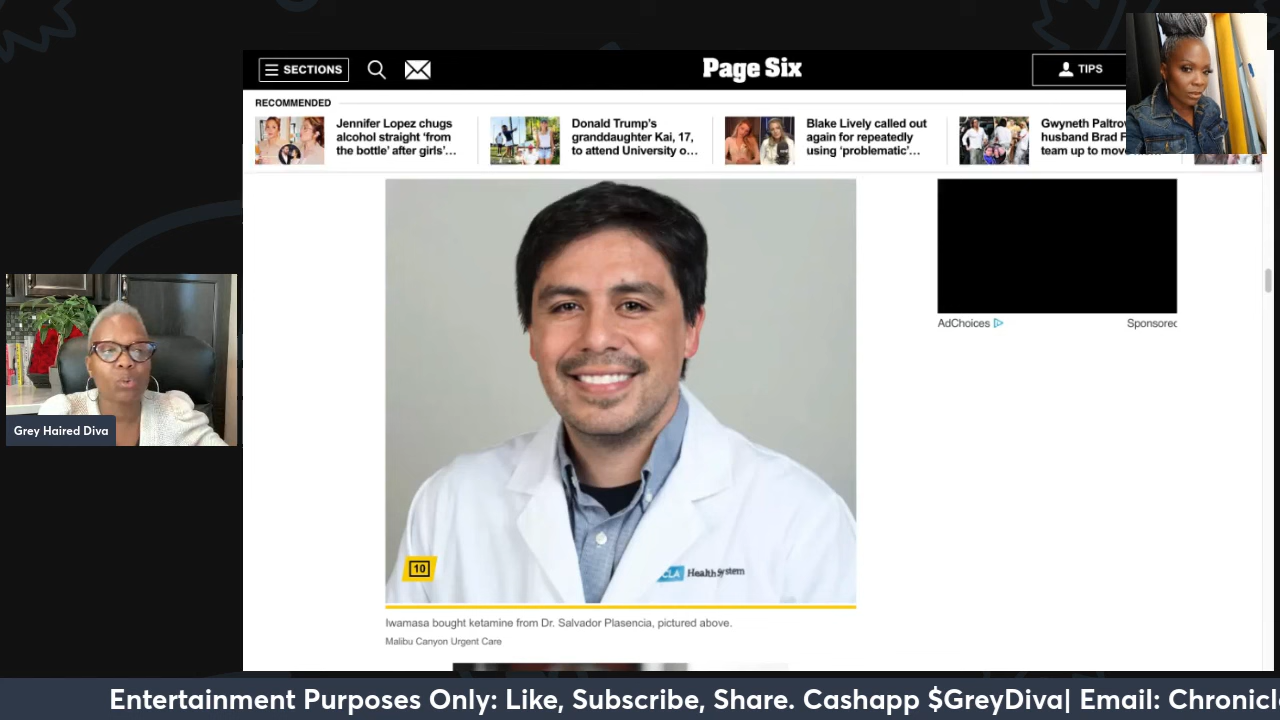 SECTIONS
Page Six
TIPS
RECOMMENDED
Jennifer Lopez chugs
alcohol straight ‘from
the bottle’ after girls’…
Donald Trump’s
granddaughter Kai, 17,
to attend University o…
Blake Lively called out
again for repeatedly
using ‘problematic’…
Gwyneth Paltrow
husband Brad F
team up to move
AdChoices
Sponsored
Grey Haired Diva
10
UCLA Health System
Iwamasa bought ketamine from Dr. Salvador Plasencia, pictured above.
Malibu Canyon Urgent Care
Entertainment Purposes Only: Like, Subscribe, Share. Cashapp $GreyDiva| Email: Chronicl